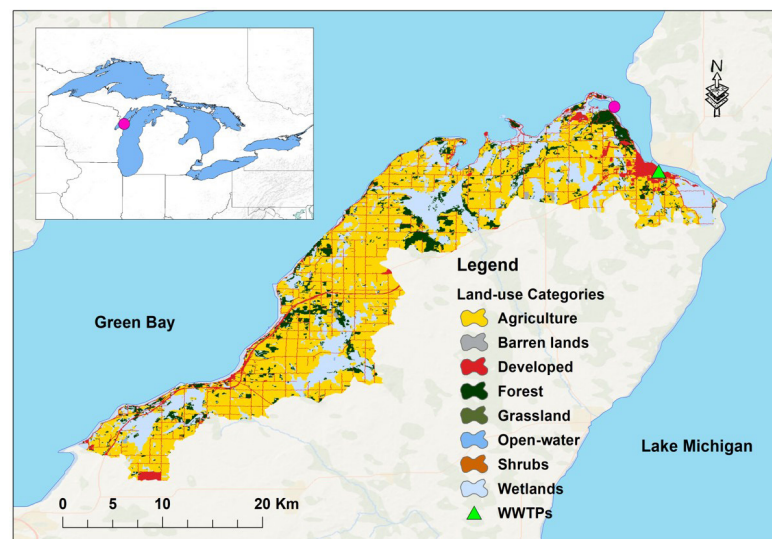 N
Green Bay
Lake Michigan
Legend
Land-use Categories
Agriculture
Barren lands
Developed
Forest
Grassland
Open-water
Shrubs
Wetlands
WWTPs
0 5 10 20 Km